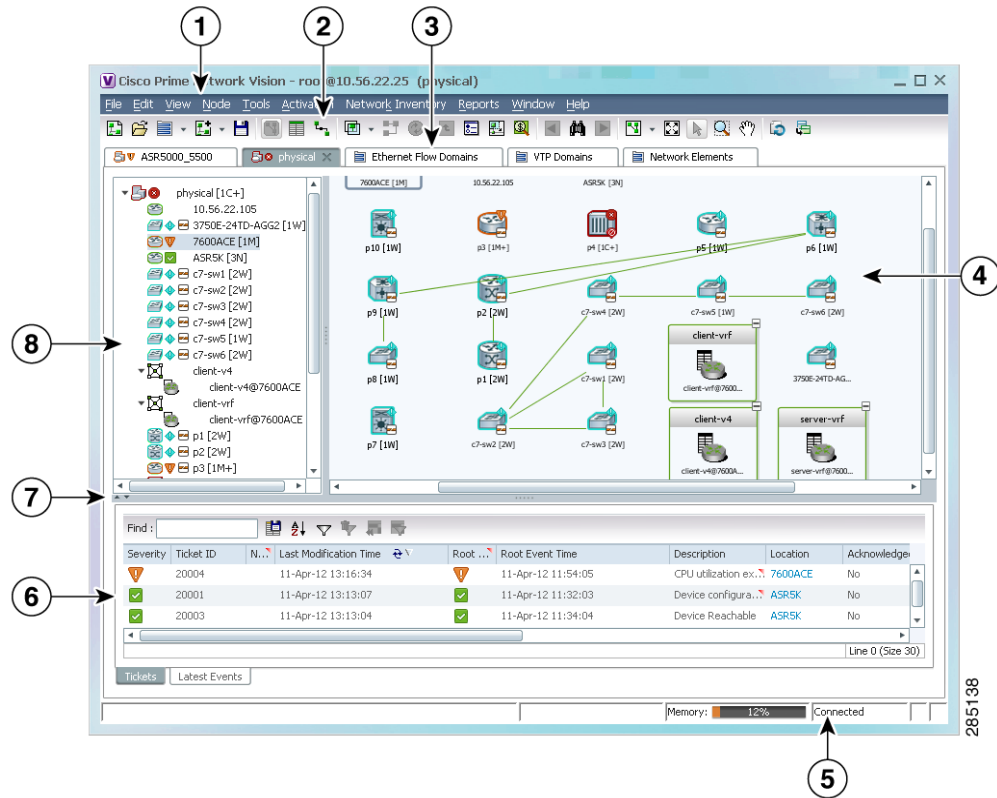 1 2 3
Cisco Prime Network Vision - root@10.56.22.25 (physical)
File Edit View Node Tools Network Inventory Reports Window Help
ASR5000_5500 physical Ethernet Flow Domains VTP Domains Network Elements
physical [1C+]
10.56.22.105
3750E-24TD-AGG2 [1W]
7600ACE [1M]
ASR5K [3N]
c7-sw1 [2W]
c7-sw2 [2W]
c7-sw3 [2W]
c7-sw4 [2W]
c7-sw5 [1W]
c7-sw6 [2W]
client-v4
client-v4@7600ACE
client-vrf
client-vrf@7600ACE
p1 [2W]
p2 [2W]
p3 [1M+]
7600ACE [1M] 10.56.22.105 ASR5K [3N]
p10 [1W] p3 [1M+] p4 [1C+] p5 [1W] p6 [1W]
p9 [1W] p2 [2W] c7-sw4 [2W] c7-sw5 [1W] c7-sw6 [2W]
client-vrf
p8 [1W] p1 [2W] c7-sw1 [2W] client-vrf@7600... 3750E-24TD-AG...
client-v4 server-vrf
p7 [1W] c7-sw2 [2W] c7-sw3 [2W]
client-v4@7600A... server-vrf@7600...
4
8
7
Find :
Severity Ticket ID N... Last Modification Time Root ... Root Event Time Description Location Acknowledged
20004 11-Apr-12 13:16:34 11-Apr-12 11:54:05 CPU utilization ex... 7600ACE No
20001 11-Apr-12 13:13:07 11-Apr-12 11:32:03 Device configura... ASR5K No
20003 11-Apr-12 13:13:04 11-Apr-12 11:34:04 Device Reachable ASR5K No
6
Line 0 (Size 30)
Tickets Latest Events
Memory: 12% Connected
285138
5